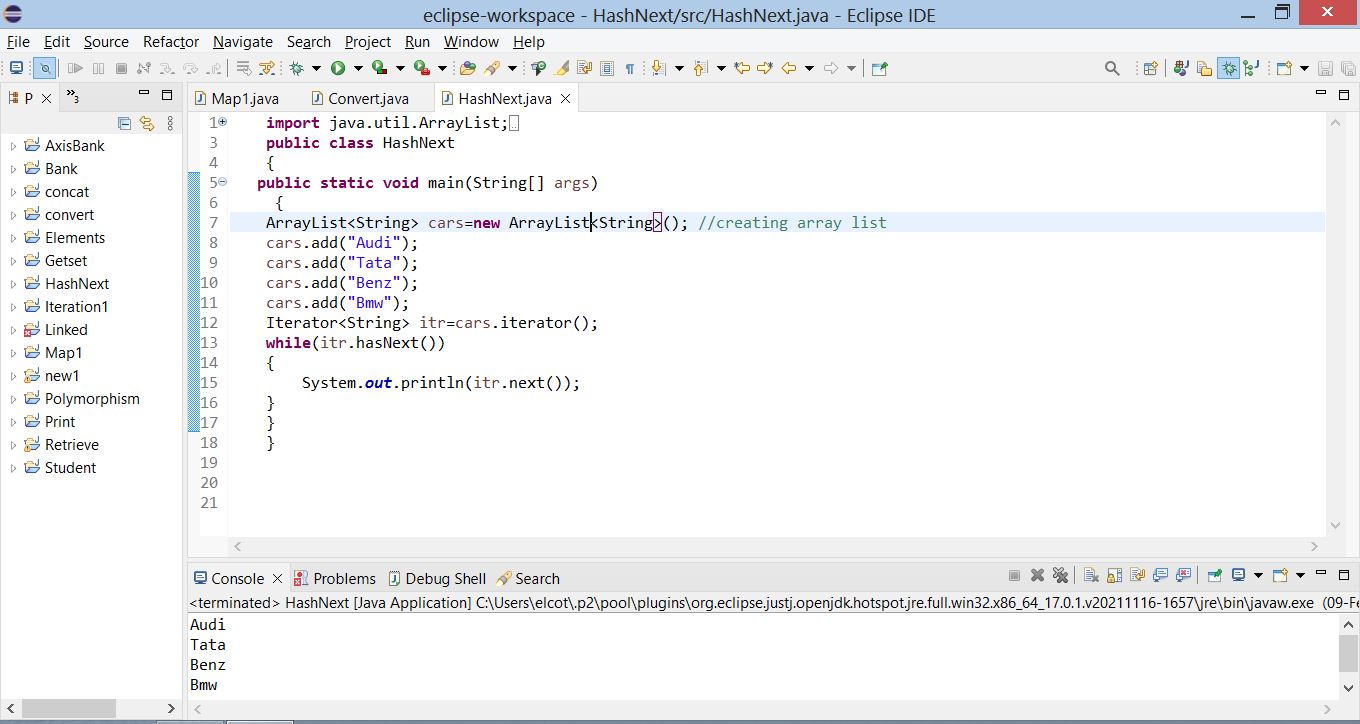 eclipse-workspace - HashNext/src/HashNext.java - Eclipse IDE
File Edit Source Refactor Navigate Search Project Run Window Help
P
»3
Map1.java Convert.java HashNext.java
AxisBank
Bank
concat
convert
Elements
Getset
HashNext
Iteration1
Linked
Map1
new1
Polymorphism
Print
Retrieve
Student
1 import java.util.ArrayList;
3 public class HashNext
4 {
5 public static void main(String[] args)
6 {
7 ArrayList<String> cars=new ArrayList<String>(); //creating array list
8 cars.add("Audi");
9 cars.add("Tata");
10 cars.add("Benz");
11 cars.add("Bmw");
12 Iterator<String> itr=cars.iterator();
13 while(itr.hasNext())
14 {
15 System.out.println(itr.next());
16 }
17 }
18 }
19
20
21
Console Problems Debug Shell Search
<terminated> HashNext [Java Application] C:\Users\elcot\.p2\pool\plugins\org.eclipse.justj.openjdk.hotspot.jre.full.win32.x86_64_17.0.1.v20211116-1657\jre\bin\javaw.exe (09-Fe
Audi
Tata
Benz
Bmw